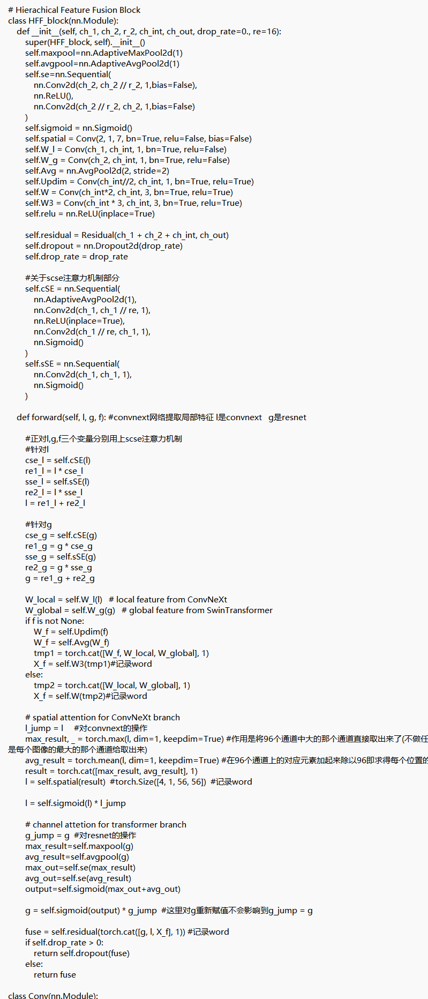 # Hierachical Feature Fusion Block
class HFF_block(nn.Module):
    def __init__(self, ch_1, ch_2, r_2, ch_int, ch_out, drop_rate=0., re=16):
        super(HFF_block, self).__init__()
        self.maxpool=nn.AdaptiveMaxPool2d(1)
        self.avgpool=nn.AdaptiveAvgPool2d(1)
        self.se=nn.Sequential(
            nn.Conv2d(ch_2, ch_2 // r_2, 1,bias=False),
            nn.ReLU(),
            nn.Conv2d(ch_2 // r_2, ch_2, 1,bias=False)
        )
        self.sigmoid = nn.Sigmoid()
        self.spatial = Conv(2, 1, 7, bn=True, relu=False, bias=False)
        self.W_l = Conv(ch_1, ch_int, 1, bn=True, relu=False)
        self.W_g = Conv(ch_2, ch_int, 1, bn=True, relu=False)
        self.Avg = nn.AvgPool2d(2, stride=2)
        self.Updim = Conv(ch_int//2, ch_int, 1, bn=True, relu=True)
        self.W = Conv(ch_int*2, ch_int, 3, bn=True, relu=True)
        self.W3 = Conv(ch_int * 3, ch_int, 3, bn=True, relu=True)
        self.relu = nn.ReLU(inplace=True)

        self.residual = Residual(ch_1 + ch_2 + ch_int, ch_out)
        self.dropout = nn.Dropout2d(drop_rate)
        self.drop_rate = drop_rate

        #关于scse注意力机制部分
        self.cSE = nn.Sequential(
            nn.AdaptiveAvgPool2d(1),
            nn.Conv2d(ch_1, ch_1 // re, 1),
            nn.ReLU(inplace=True),
            nn.Conv2d(ch_1 // re, ch_1, 1),
            nn.Sigmoid()
        )
        self.sSE = nn.Sequential(
            nn.Conv2d(ch_1, ch_1, 1),
            nn.Sigmoid()
        )

    def forward(self, l, g, f): #convnext网络提取局部特征 l是convnext   g是resnet

        #正对l,g,f三个变量分别用上scse注意力机制
        #针对l
        cse_l = self.cSE(l)
        re1_l = l * cse_l
        sse_l = self.sSE(l)
        re2_l = l * sse_l
        l = re1_l + re2_l

        #针对g
        cse_g = self.cSE(g)
        re1_g = g * cse_g
        sse_g = self.sSE(g)
        re2_g = g * sse_g
        g = re1_g + re2_g

        W_local = self.W_l(l)   # local feature from ConvNeXt
        W_global = self.W_g(g)   # global feature from SwinTransformer
        if f is not None:
            W_f = self.Updim(f)
            W_f = self.Avg(W_f)
            tmp1 = torch.cat([W_f, W_local, W_global], 1)
            X_f = self.W3(tmp1)#记录word
        else:
            tmp2 = torch.cat([W_local, W_global], 1)
            X_f = self.W(tmp2)#记录word

        # spatial attention for ConvNeXt branch
        l_jump = l     #对convnext的操作
        max_result, _ = torch.max(l, dim=1, keepdim=True) #作用是将96个通道中大的那个通道直接取出来了(不做任
是每个图像的最大的那个通道给取出来)
        avg_result = torch.mean(l, dim=1, keepdim=True) #在96个通道上的对应元素加起来除以96即求得每个位置的
        result = torch.cat([max_result, avg_result], 1)
        l = self.spatial(result)  #torch.Size([4, 1, 56, 56])  #记录word

        l = self.sigmoid(l) * l_jump

        # channel attetion for transformer branch
        g_jump = g  #对resnet的操作
        max_result=self.maxpool(g)
        avg_result=self.avgpool(g)
        max_out=self.se(max_result)
        avg_out=self.se(avg_result)
        output=self.sigmoid(max_out+avg_out)

        g = self.sigmoid(output) * g_jump  #这里对g重新赋值不会影响到g_jump = g

        fuse = self.residual(torch.cat([g, l, X_f], 1)) #记录word
        if self.drop_rate > 0:
            return self.dropout(fuse)
        else:
            return fuse

class Conv(nn.Module):